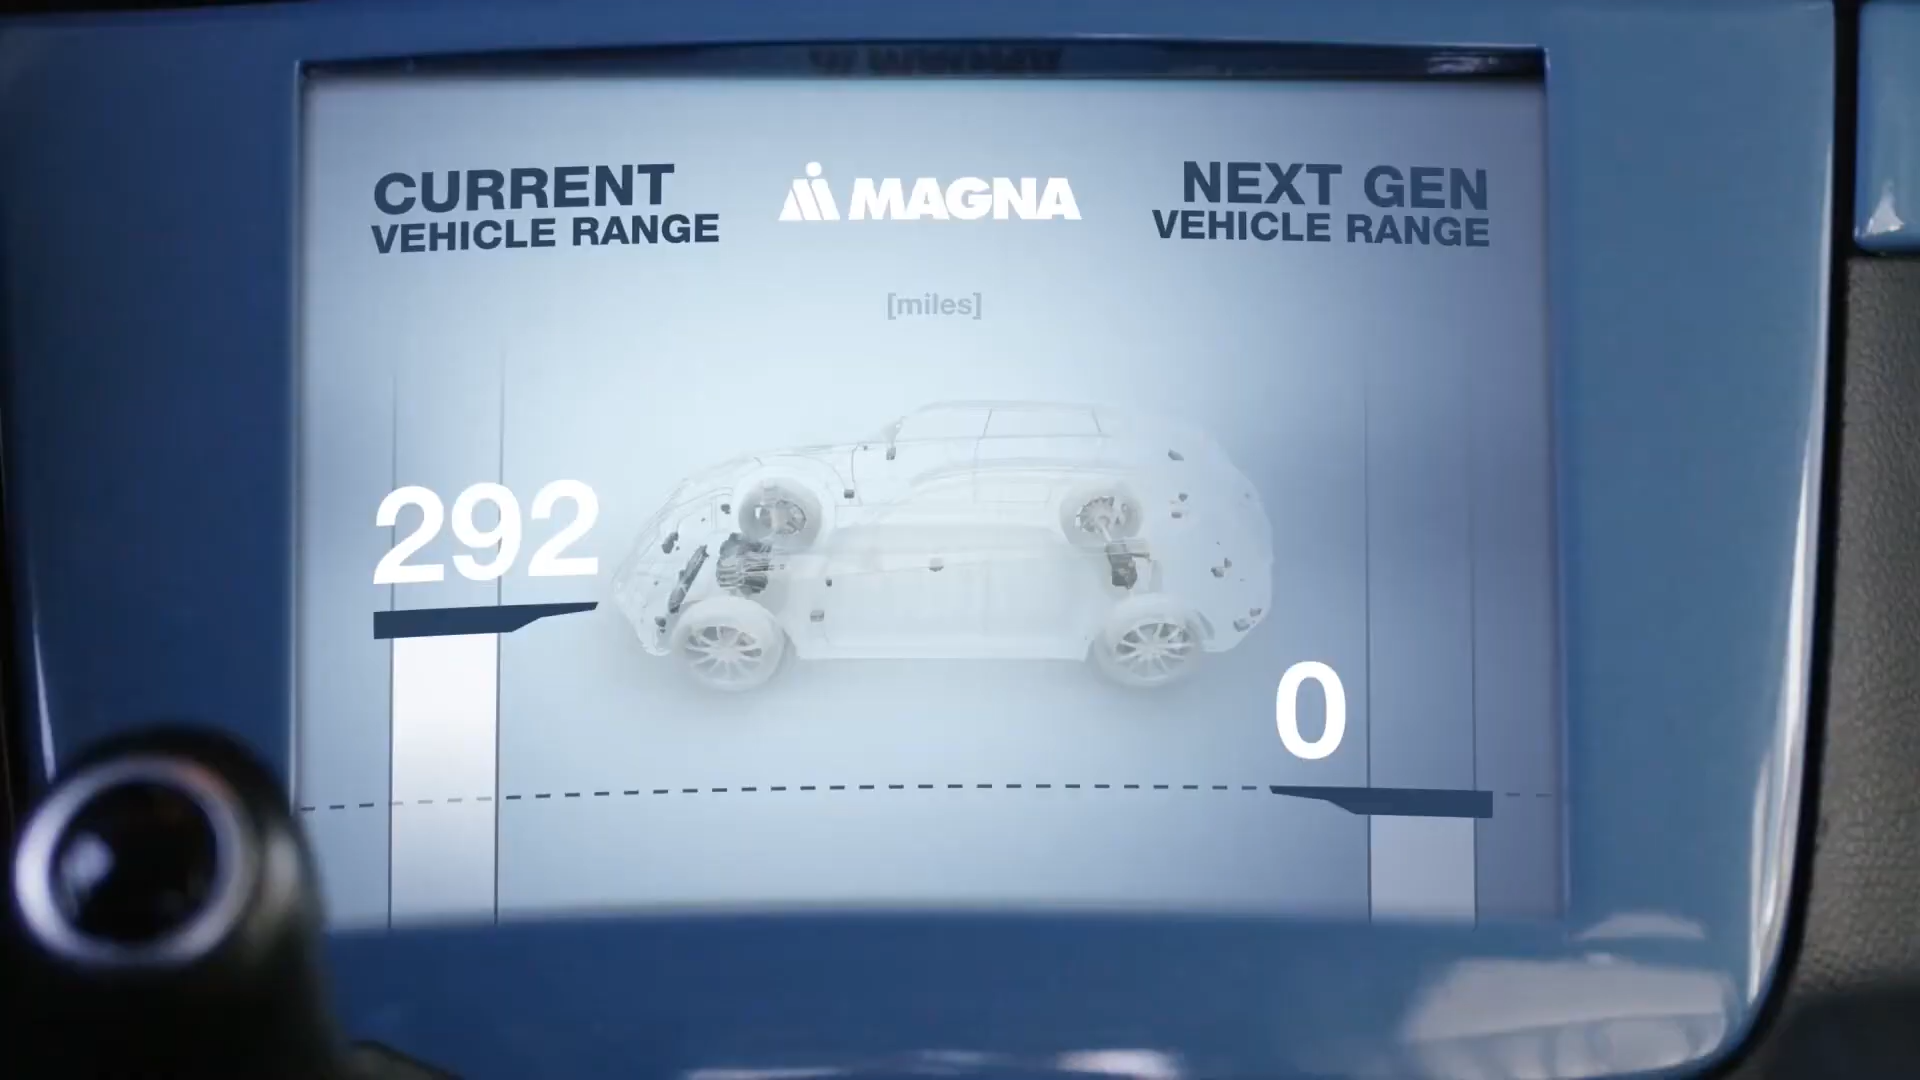 CURRENT
VEHICLE RANGE
MAGNA
NEXT GEN
VEHICLE RANGE
[miles]
292
0